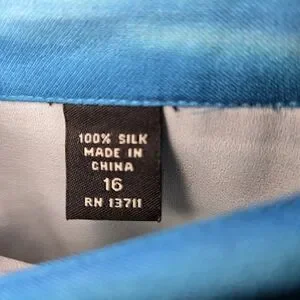 100% SILK
MADE IN
CHINA
16
RN 13711